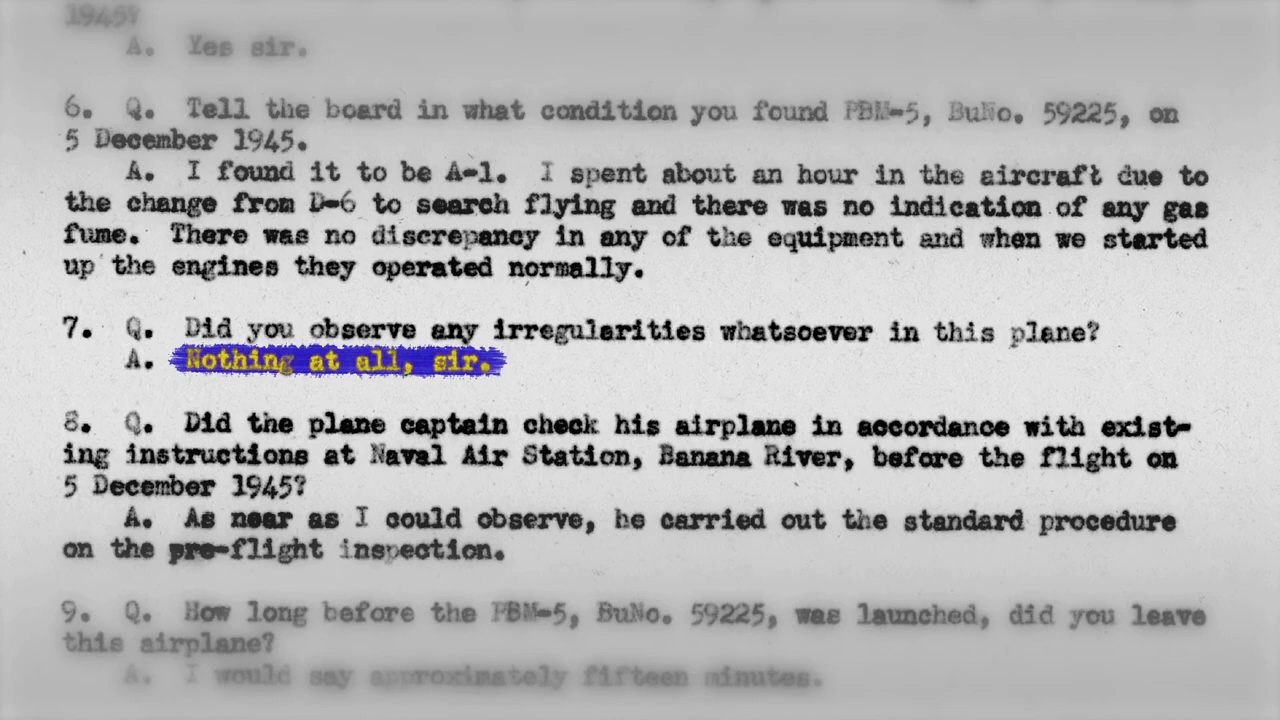 1945?
A. Yes sir.
6. Q. Tell the board in what condition you found PBM-5, BuNo. 59225, on
5 December 1945.
A. I found it to be A-1. I spent about an hour in the aircraft due to
the change from D-6 to search flying and there was no indication of any gas
fume. There was no discrepancy in any of the equipment and when we started
up the engines they operated normally.
7. Q. Did you observe any irregularities whatsoever in this plane?
A. Nothing at all, sir.
8. Q. Did the plane captain check his airplane in accordance with exist-
ing instructions at Naval Air Station, Banana River, before the flight on
5 December 1945?
A. As near as I could observe, he carried out the standard procedure
on the pre-flight inspection.
9. Q. How long before the PBM-5, BuNo. 59225, was launched, did you leave
this airplane?
A. I would say approximately fifteen minutes.